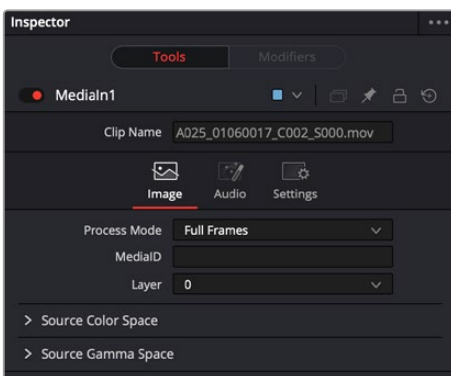 Inspector
Tools Modifiers
MediaIn1
Clip Name A025_01060017_C002_S000.mov
Image Audio Settings
Process Mode Full Frames
MediaID
Layer 0
Source Color Space
Source Gamma Space